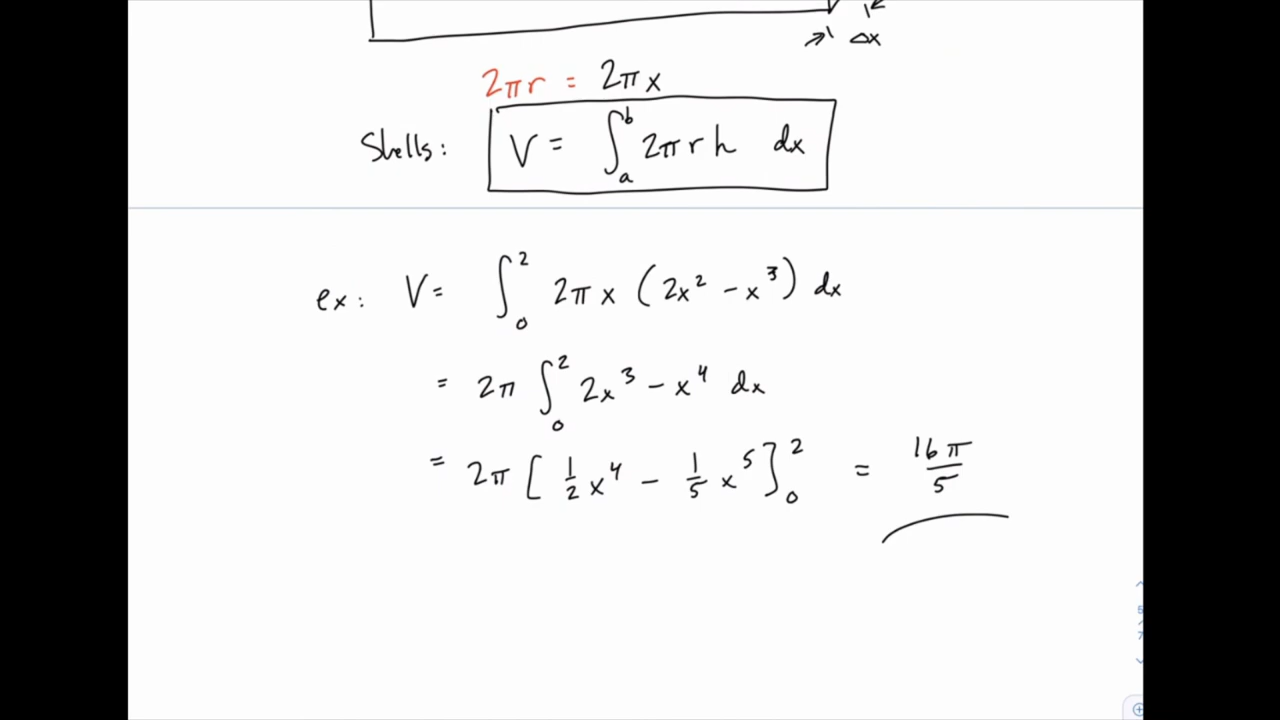 Δx
2πr = 2πx
Shells: V = ∫_a^b 2πrh dx
ex: V = ∫_0^2 2πx (2x² - x³) dx
= 2π ∫_0^2 2x³ - x⁴ dx
= 2π [ 1/2 x⁴ - 1/5 x⁵ ]_0^2 = 16π/5